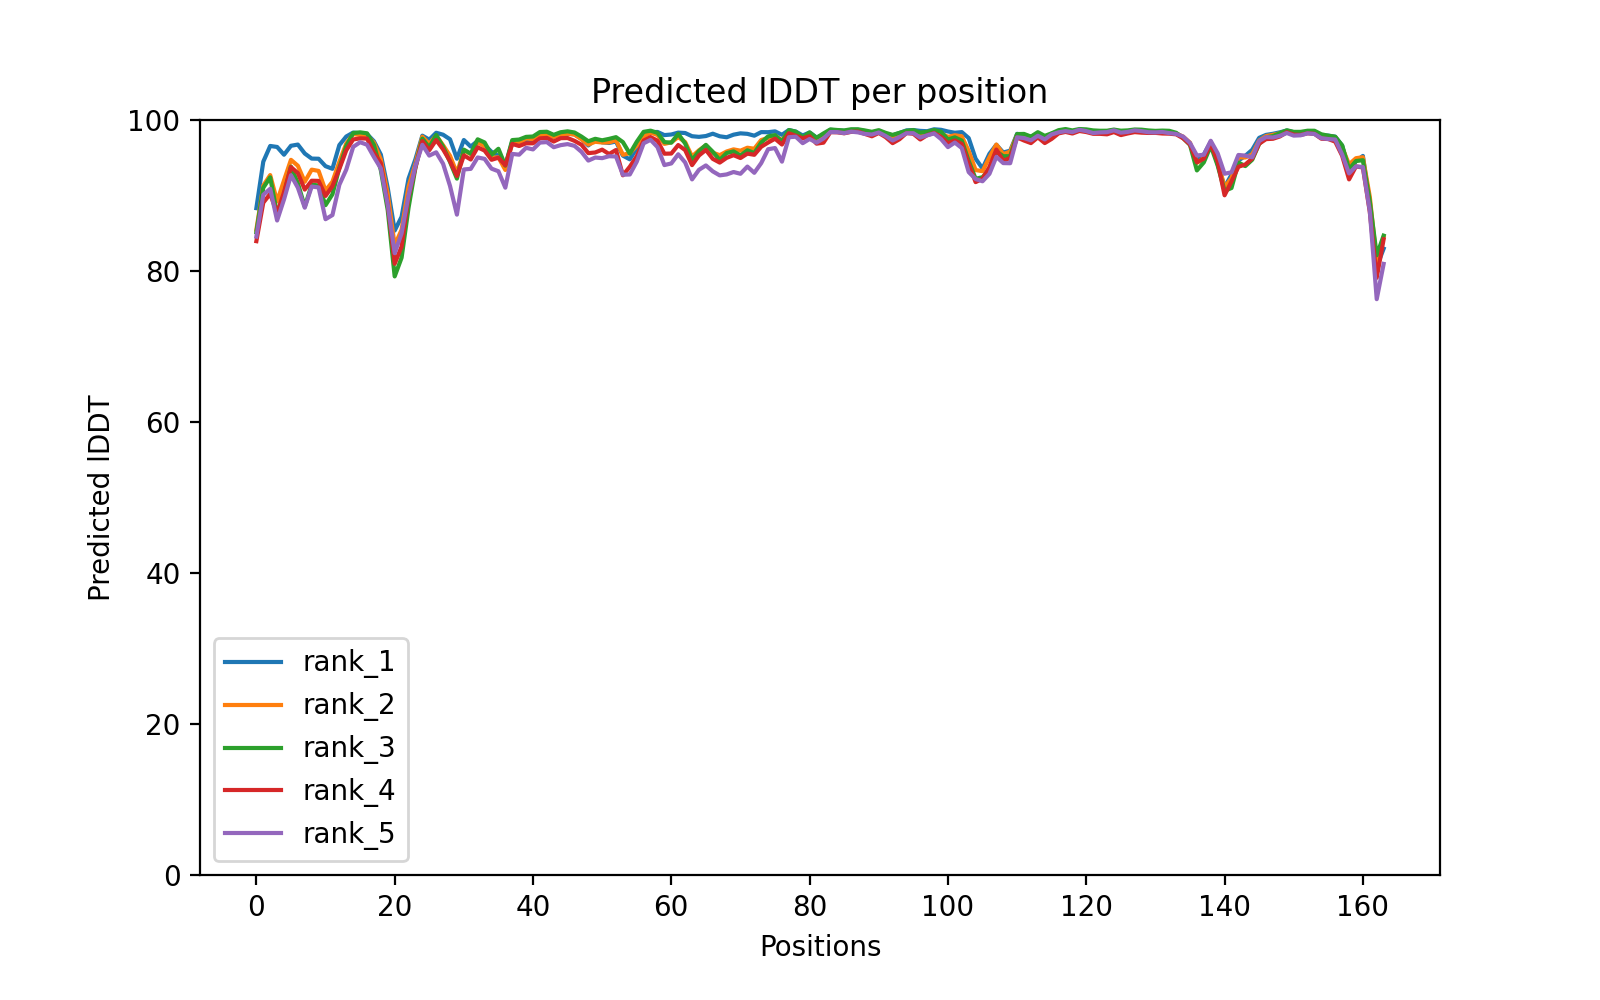 Predicted lDDT per position
100
80
60
40
20
0
Predicted lDDT
rank_1
rank_2
rank_3
rank_4
rank_5
0 20 40 60 80 100 120 140 160
Positions